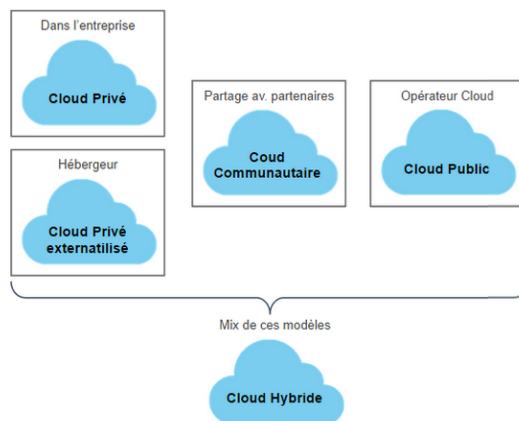 Dans l'entreprise
Cloud Privé
Hébergeur
Cloud Privé
externatilisé
Partage av. partenaires
Coud
Communautaire
Opérateur Cloud
Cloud Public
Mix de ces modèles
Cloud Hybride